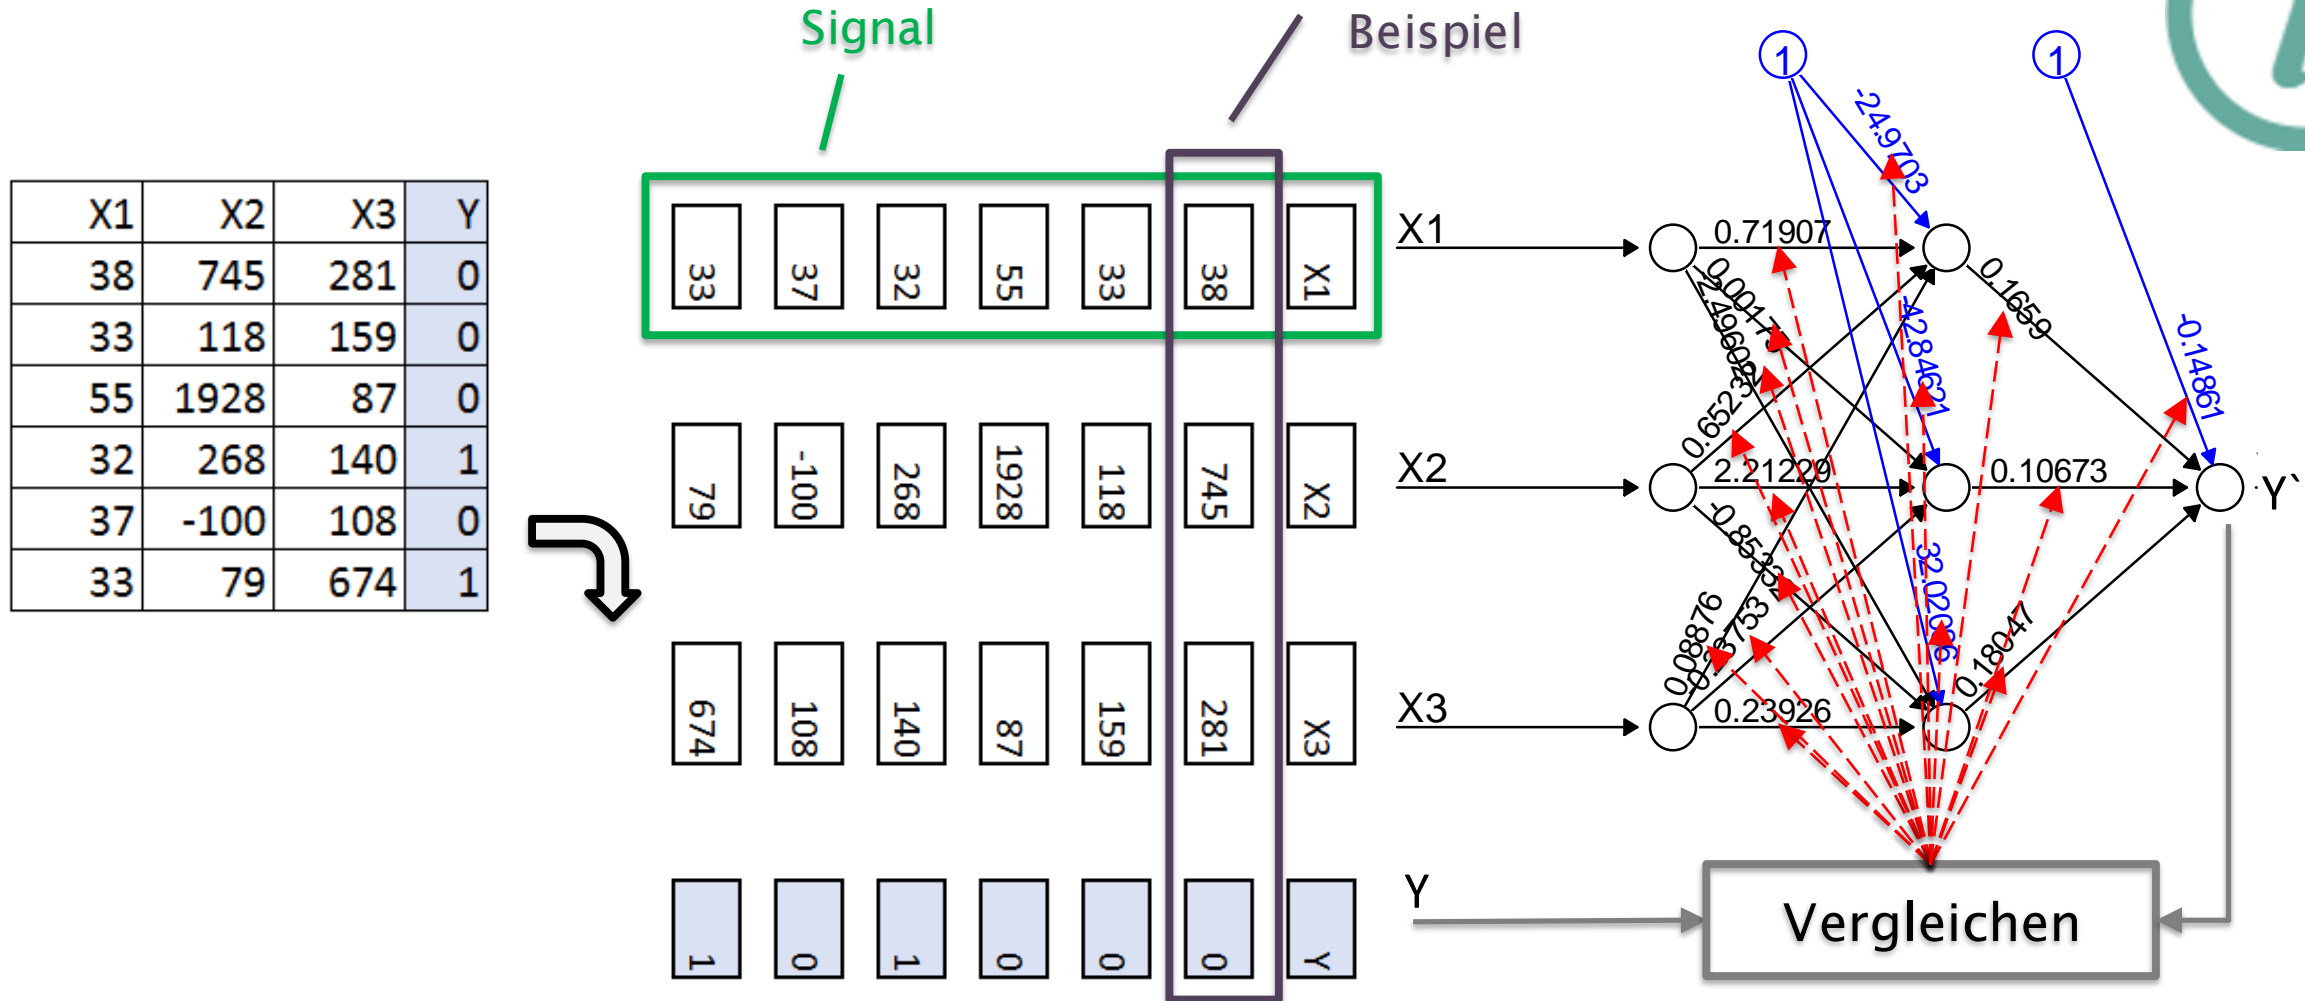 Signal
Beispiel
X1 X2 X3 Y
38 745 281 0
33 118 159 0
55 1928 87 0
32 268 140 1
37 -100 108 0
33 79 674 1
33 37 32 55 33 38 X1
79 -100 268 1928 118 745 X2
674 108 140 87 159 281 X3
1 0 1 0 0 0 Y
1
1
-24.9703
X1
0.71907
0.1659
-0.14861
-42.84621
X2
2.21229
0.10673
Y`
32.02036
0.08876
0.18047
X3
0.23926
Y
Vergleichen